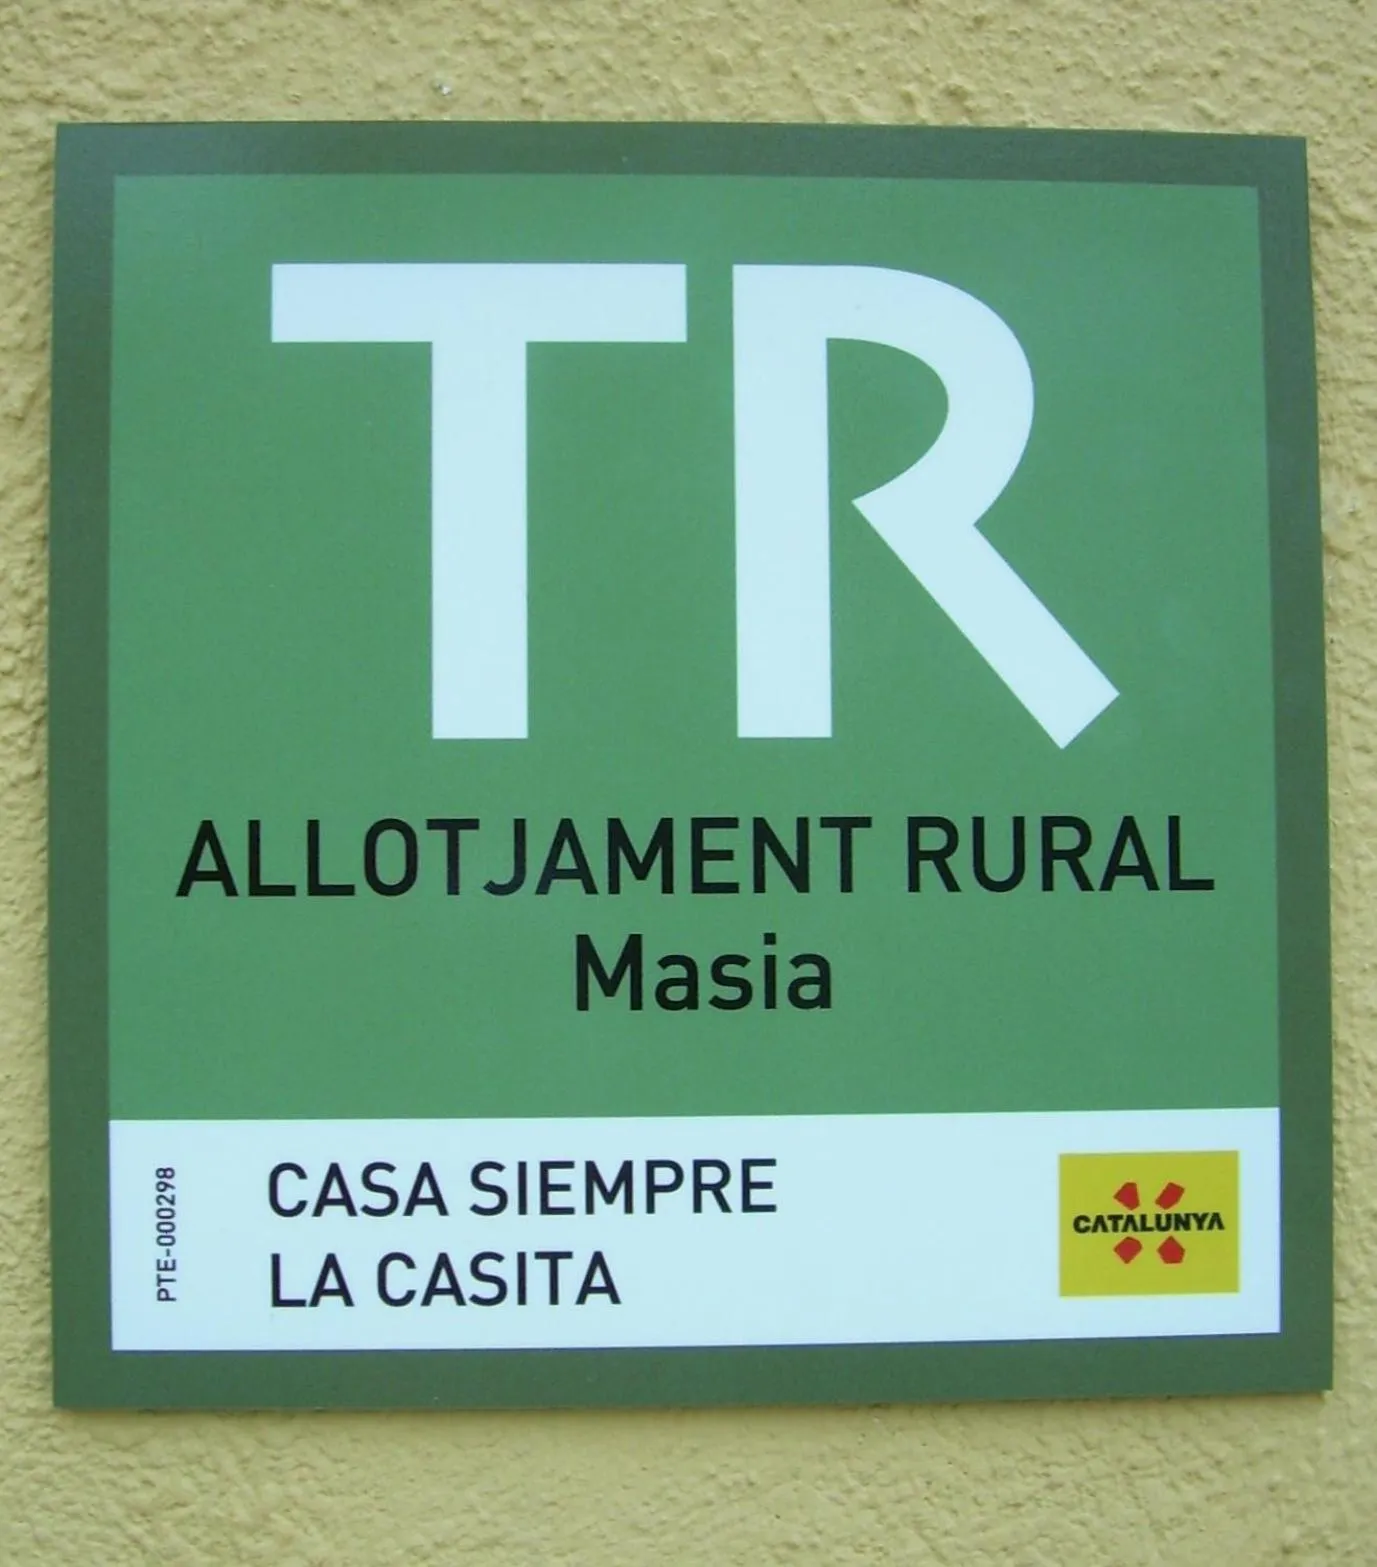 TR
ALLOTJAMENT RURAL
Masia
PTE-000298
CASA SIEMPRE
LA CASITA
CATALUNYA